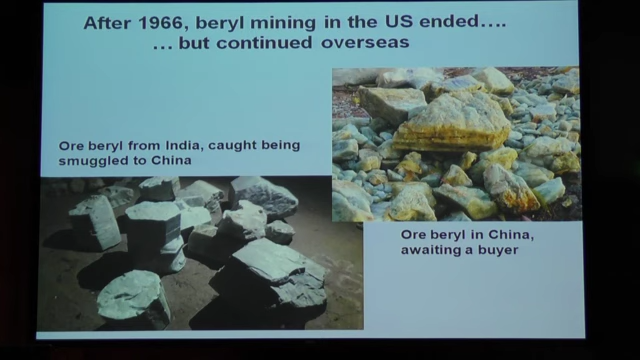 After 1966, beryl mining in the US ended….
… but continued overseas
Ore beryl from India, caught being
smuggled to China
Ore beryl in China,
awaiting a buyer